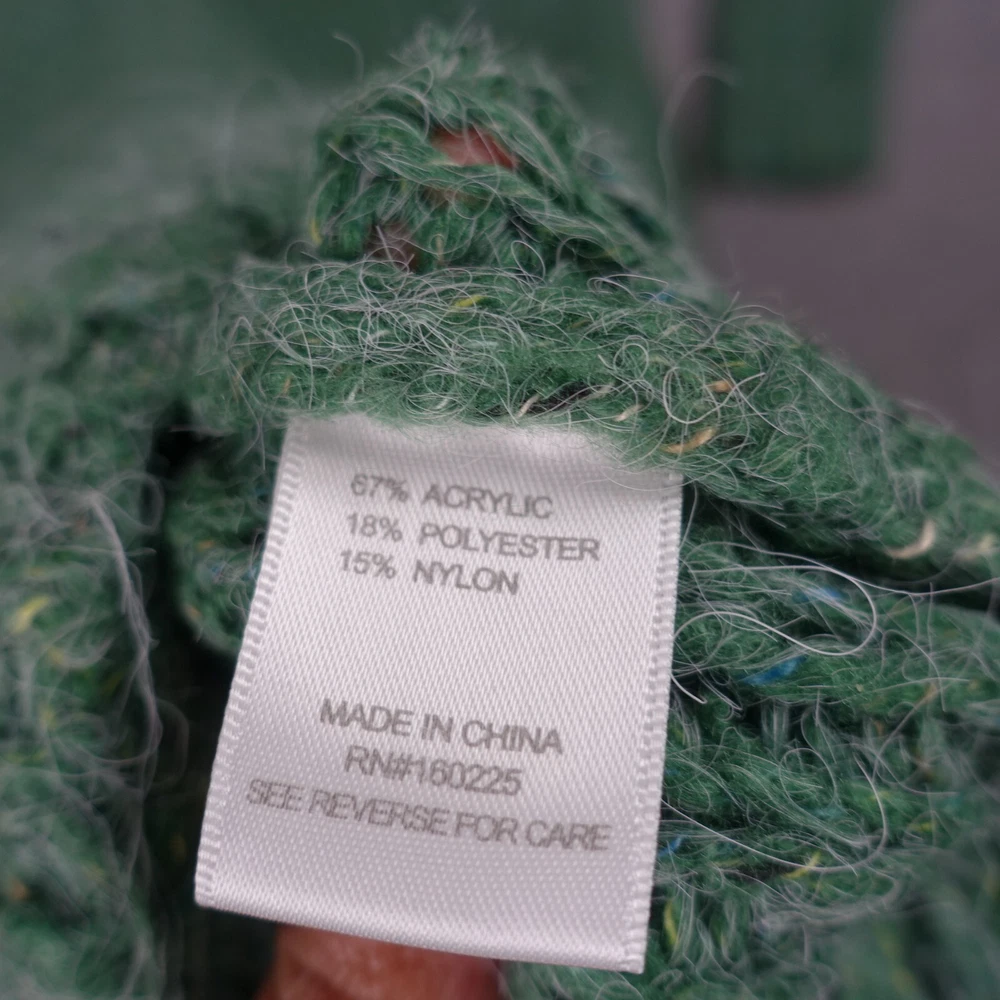 67% ACRYLIC
18% POLYESTER
15% NYLON
MADE IN CHINA
RN#160225
SEE REVERSE FOR CARE